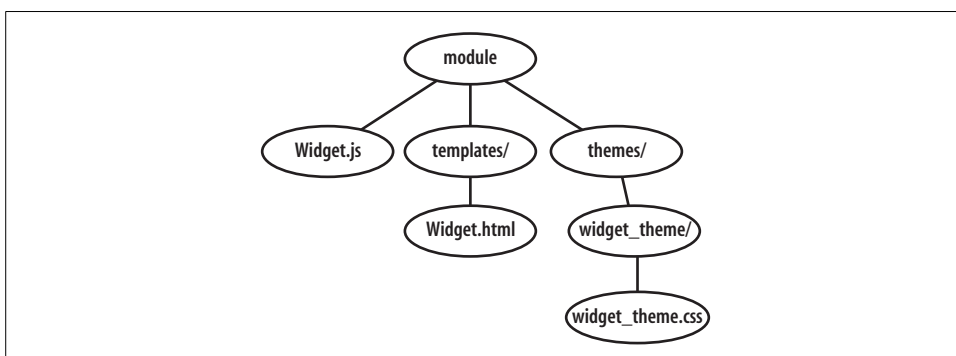 module
Widget.js
templates/
themes/
Widget.html
widget_theme/
widget_theme.css